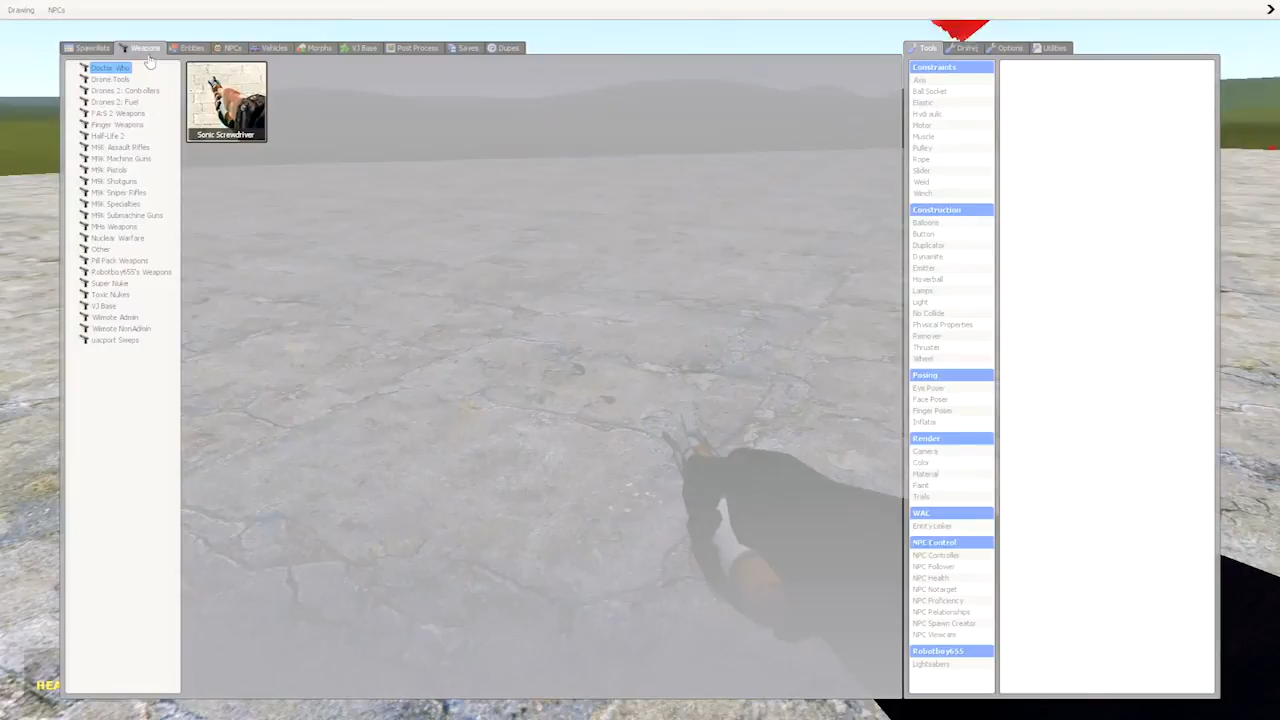 Drawing NPCs
Spawnlists Weapons Entities NPCs Vehicles Morphs VJ Base Post Process Saves Dupes
Doctor Who
Drone Tools
Drones 2: Controllers
Drones 2: Fuel
FA:S 2 Weapons
Finger Weapons
Half-Life 2
M9K Assault Rifles
M9K Machine Guns
M9K Pistols
M9K Shotguns
M9K Sniper Rifles
M9K Specialties
M9K Submachine Guns
MHs Weapons
Nuclear Warfare
Other
Pill Pack Weapons
Robotboy655's Weapons
Super Nuke
Toxic Nukes
VJ Base
Wiimote Admin
Wiimote NonAdmin
Sonic Screwdriver
Tools Options Utilities
Constraints
Axis
Ball Socket
Elastic
Hydraulic
Motor
Muscle
Pulley
Rope
Slider
Weld
Winch
Construction
Balloons
Button
Duplicator
Dynamite
Emitter
Hoverball
Lamps
Light
No Collide
Physical Properties
Remover
Thruster
Wheel
Posing
Eye Poser
Face Poser
Finger Poser
Inflator
Render
Camera
Color
Material
Paint
Trails
WAC
Entity Linker
NPC Control
NPC Controller
NPC Follower
NPC Health
NPC Notarget
NPC Proficiency
NPC Relationships
NPC Spawn Creator
NPC Viewcam
Robotboy655
Lightsabers